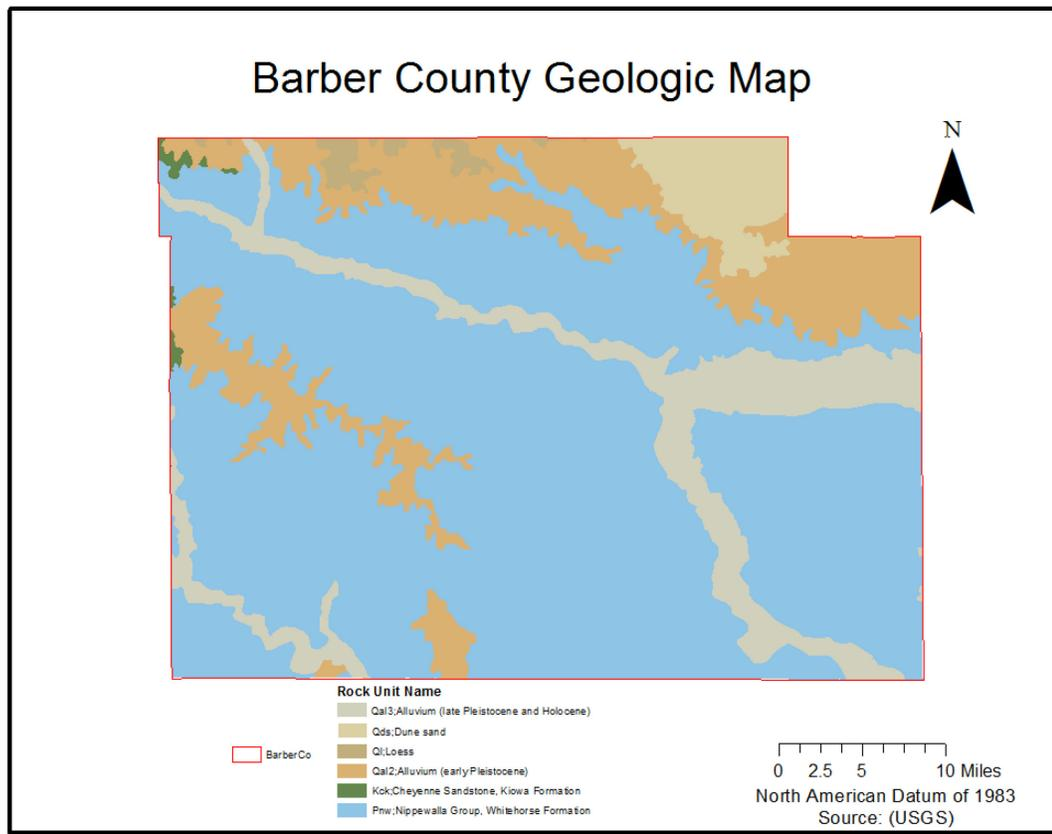 Barber County Geologic Map
N
Rock Unit Name
Qal3;Alluvium (late Pleistocene and Holocene)
Qds;Dune sand
Ql;Loess
Qal2;Alluvium (early Pleistocene)
Kck;Cheyenne Sandstone, Kiowa Formation
Pnw;Nippewalla Group, Whitehorse Formation
BarberCo
0 2.5 5 10 Miles
North American Datum of 1983
Source: (USGS)